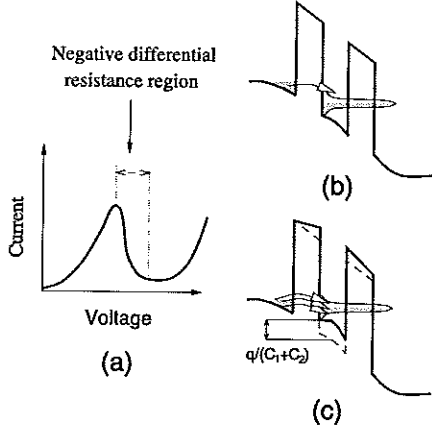 Negative differential
resistance region
Current
Voltage
(a)
(b)
q/(C₁+C₂)
(c)